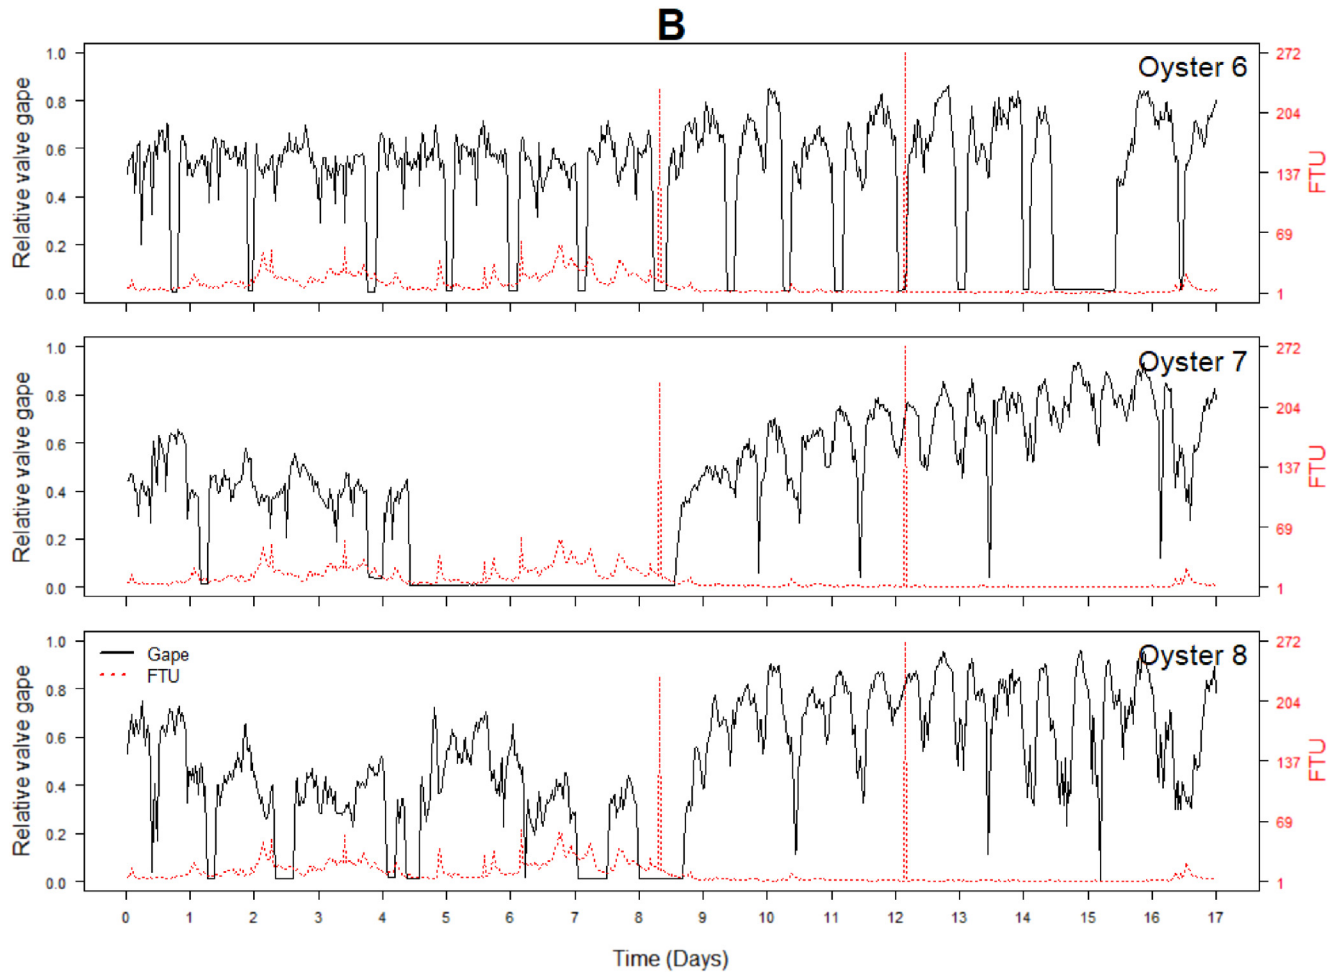 B
Oyster 6
Relative valve gape
1.0
0.8
0.6
0.4
0.2
0.0
272
204
137
69
1
FTU
Oyster 7
Relative valve gape
1.0
0.8
0.6
0.4
0.2
0.0
272
204
137
69
1
FTU
Oyster 8
Gape
FTU
Relative valve gape
1.0
0.8
0.6
0.4
0.2
0.0
272
204
137
69
1
FTU
0 1 2 3 4 5 6 7 8 9 10 11 12 13 14 15 16 17
Time (Days)